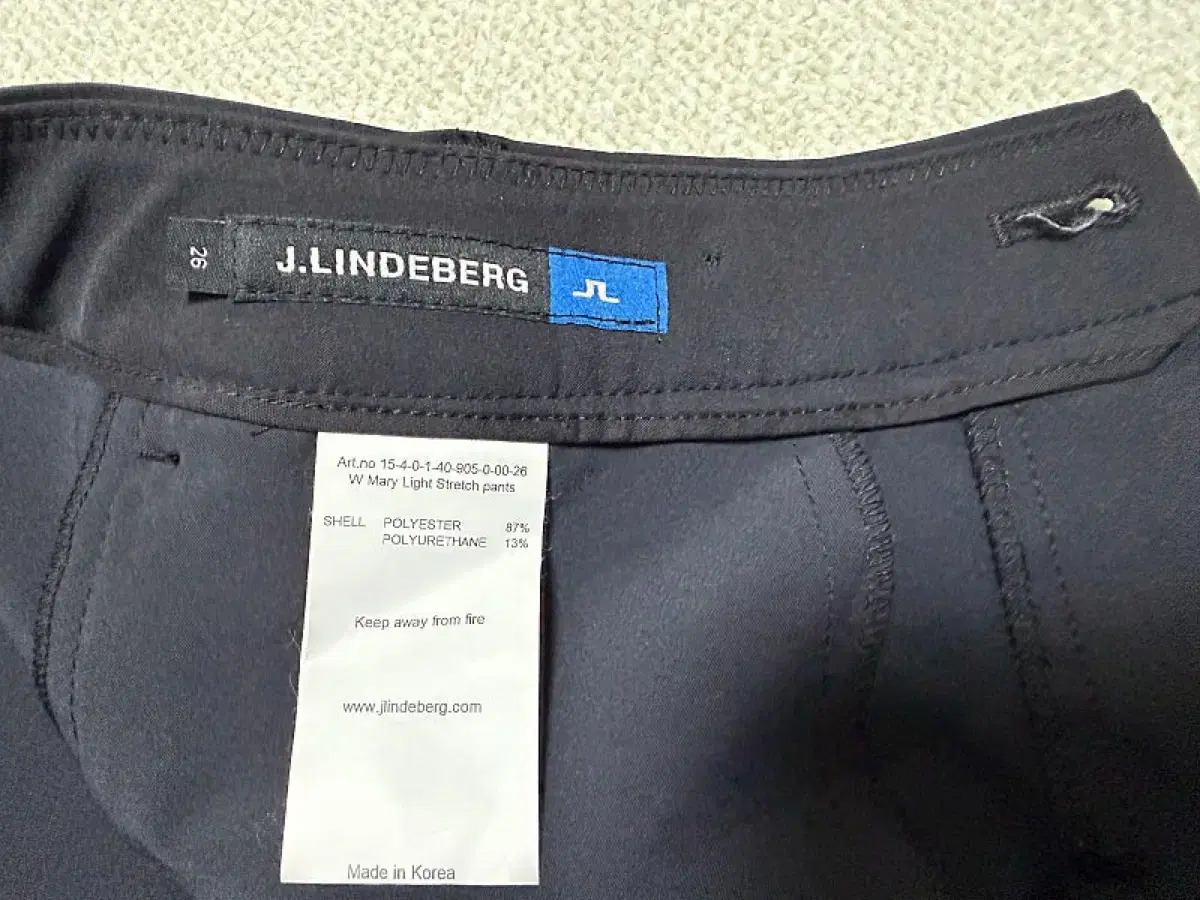 26
J.LINDEBERG
Art.no 15-4-0-1-40-905-0-00-26
W Mary Light Stretch pants
SHELL POLYESTER 87%
POLYURETHANE 13%
Keep away from fire
www.jlindeberg.com
Made in Korea